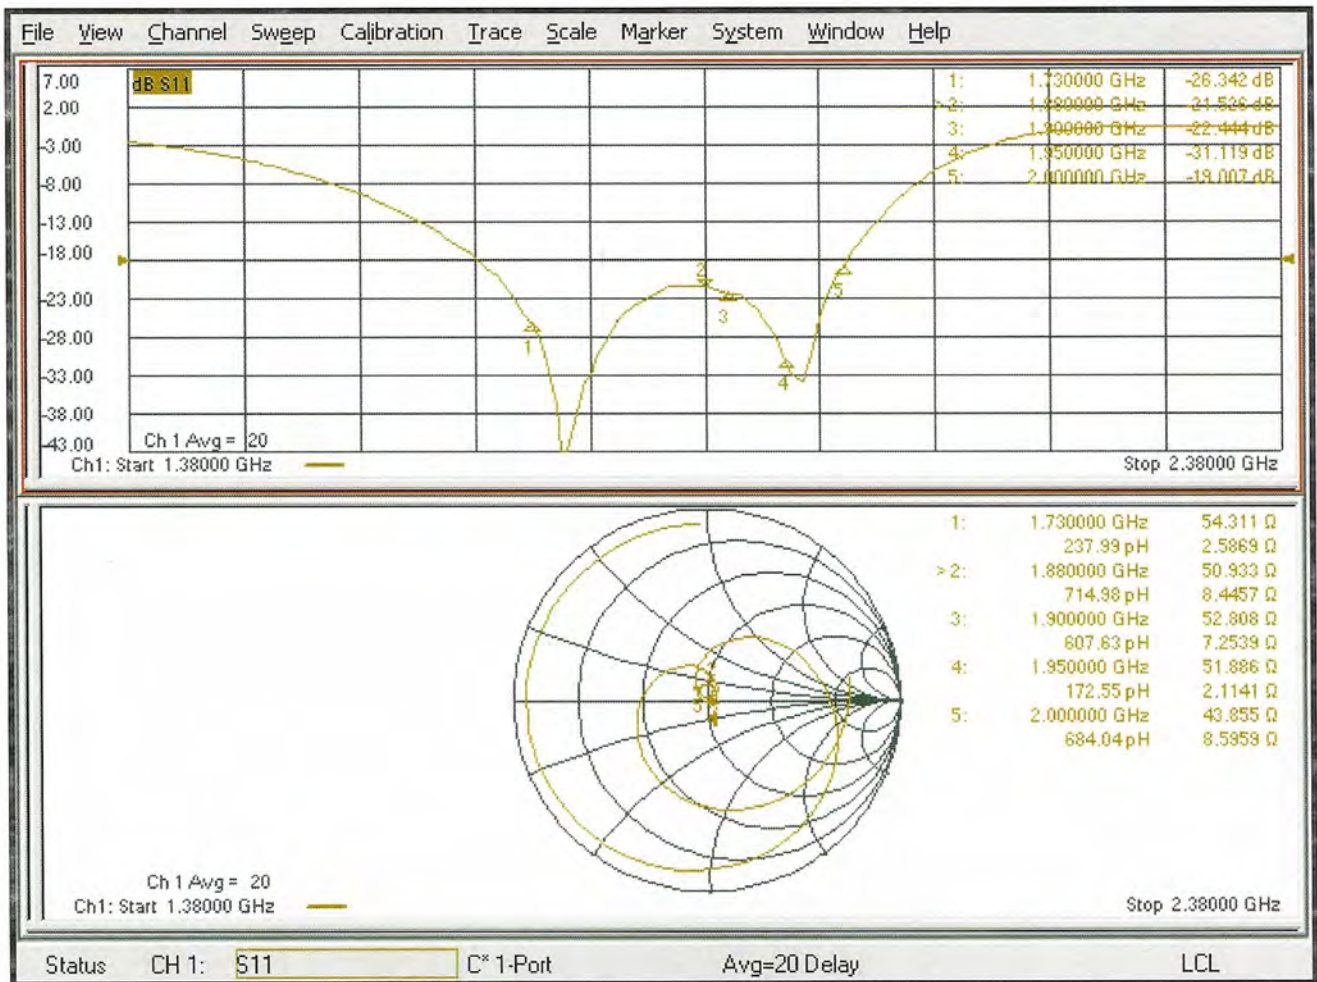 File View Channel Sweep Calibration Trace Scale Marker System Window Help
7.00
2.00
-3.00
-8.00
-13.00
-18.00
-23.00
-28.00
-33.00
-38.00
-43.00
dB S11
1: 1.730000 GHz -26.342 dB
>2: 1.880000 GHz -21.526 dB
3: 1.900000 GHz -22.444 dB
4: 1.950000 GHz -31.119 dB
5: 2.000000 GHz -19.007 dB
1
2
3
4
5
Ch 1 Avg = 20
Ch1: Start 1.38000 GHz
Stop 2.38000 GHz
1: 1.730000 GHz 54.311 Ω
237.99 pH 2.5869 Ω
>2: 1.880000 GHz 50.933 Ω
714.98 pH 8.4457 Ω
3: 1.900000 GHz 52.808 Ω
607.63 pH 7.2539 Ω
4: 1.950000 GHz 51.886 Ω
172.55 pH 2.1141 Ω
5: 2.000000 GHz 43.855 Ω
684.04 pH 8.5959 Ω
5
Ch 1 Avg = 20
Ch1: Start 1.38000 GHz
Stop 2.38000 GHz
Status CH 1: S11 C* 1-Port Avg=20 Delay LCL